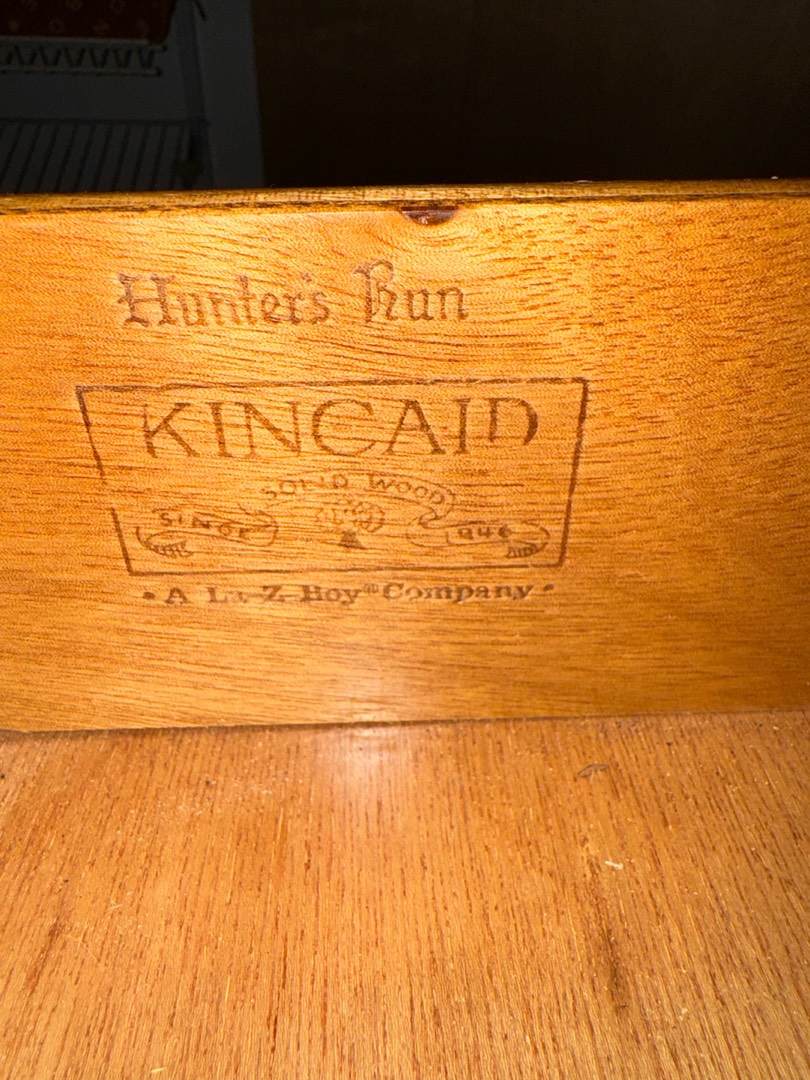 Hunter's Run
KINCAID
SOLID WOOD
SINCE 1946
• A La-Z-Boy® Company •